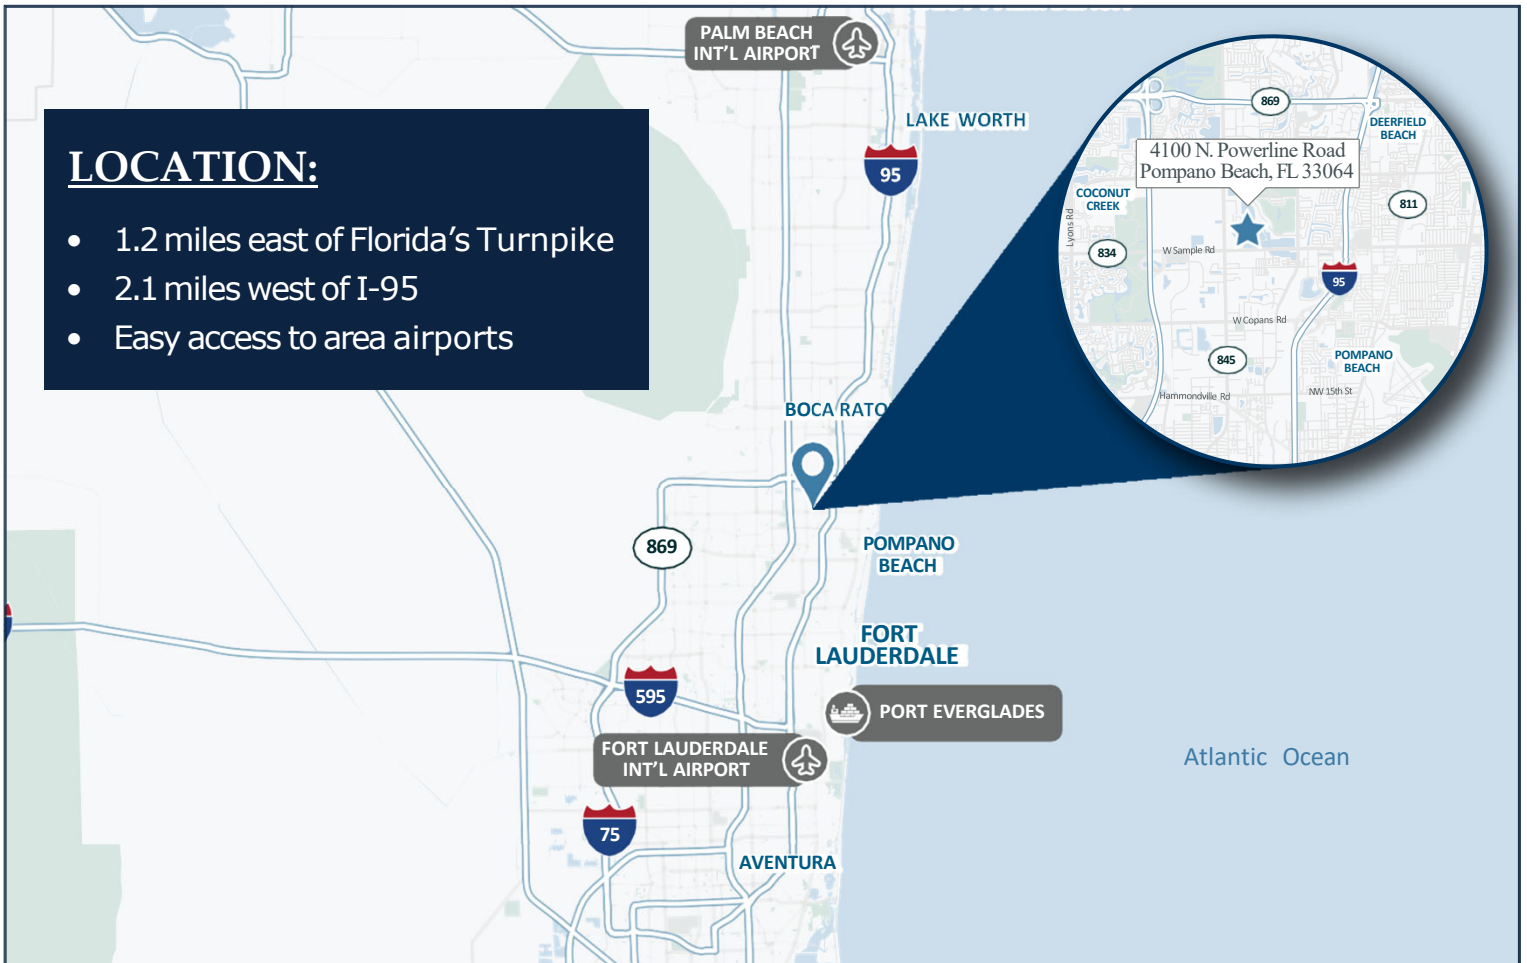 PALM BEACH
INT'L AIRPORT
LAKE WORTH
95
LOCATION:
• 1.2 miles east of Florida's Turnpike
• 2.1 miles west of I-95
• Easy access to area airports
869
DEERFIELD
BEACH
4100 N. Powerline Road
Pompano Beach, FL 33064
COCONUT
CREEK
811
Lyons Rd
834
W Sample Rd
95
W Copans Rd
845
POMPANO
BEACH
Hammondville Rd
NW 15th St
BOCA RATO
869
POMPANO
BEACH
FORT
LAUDERDALE
595
PORT EVERGLADES
FORT LAUDERDALE
INT'L AIRPORT
Atlantic Ocean
75
AVENTURA